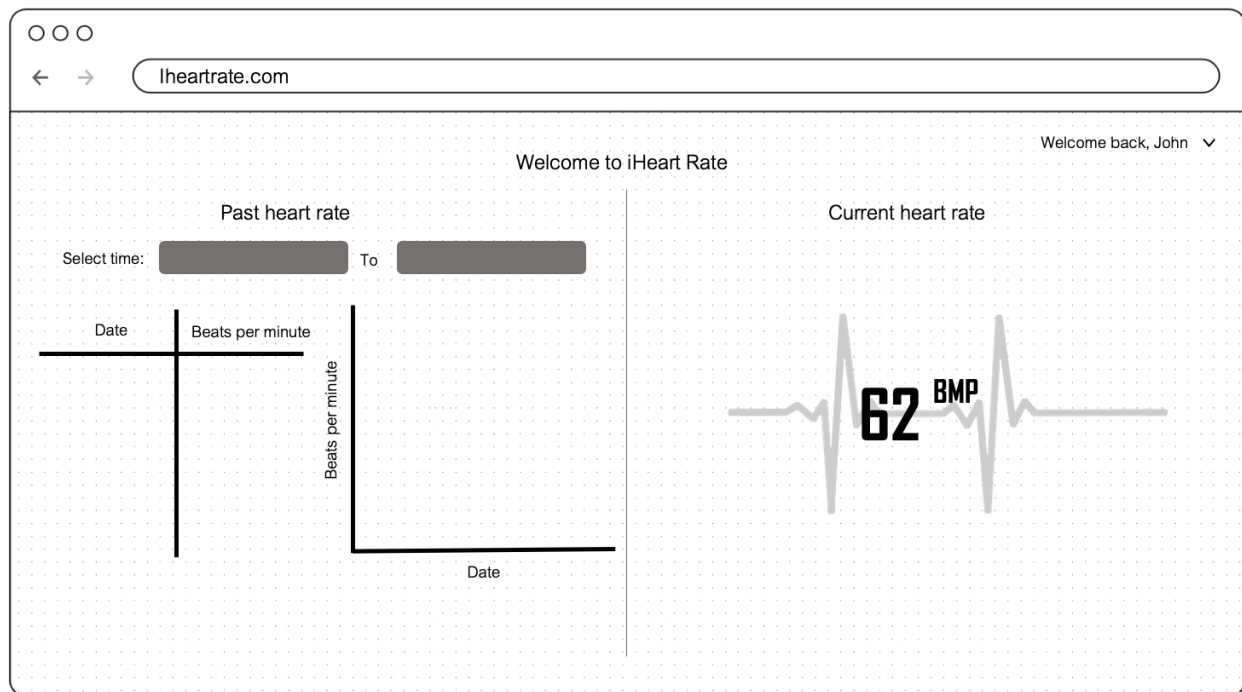 Iheartrate.com
Welcome back, John
Welcome to iHeart Rate
Past heart rate
Select time:
To
Date
Beats per minute
Beats per minute
Date
Current heart rate
62 BMP